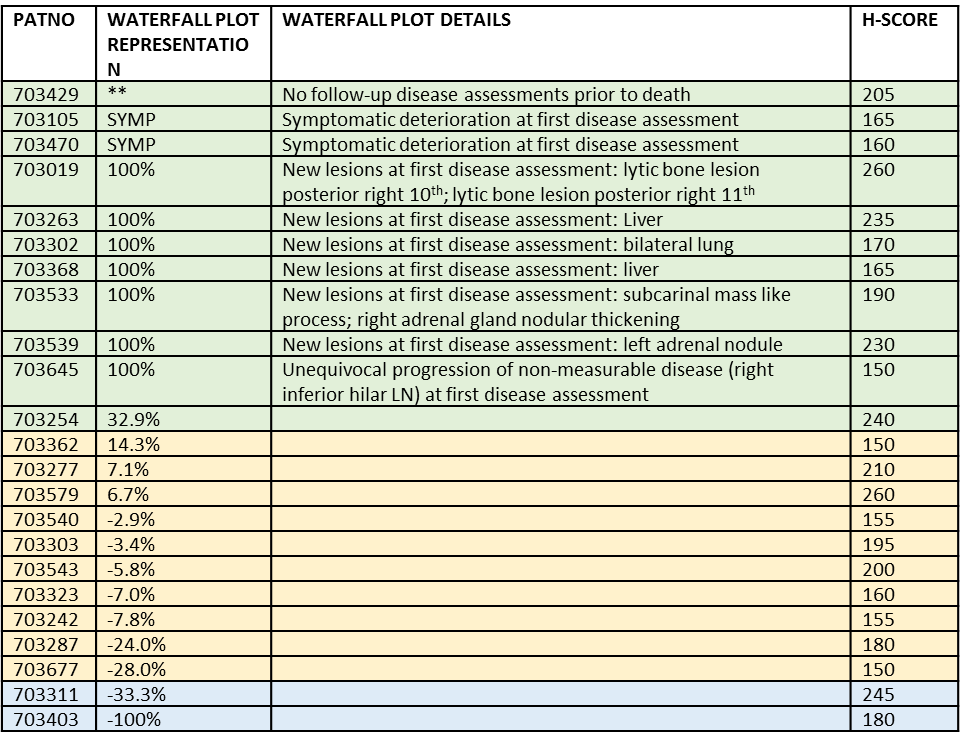 PATNO WATERFALL PLOT REPRESENTATIO N WATERFALL PLOT DETAILS H-SCORE
703429 ** No follow-up disease assessments prior to death 205
703105 SYMP Symptomatic deterioration at first disease assessment 165
703470 SYMP Symptomatic deterioration at first disease assessment 160
703019 100% New lesions at first disease assessment: lytic bone lesion 260
posterior right 10th; lytic bone lesion posterior right 11th
703263 100% New lesions at first disease assessment: Liver 235
703302 100% New lesions at first disease assessment: bilateral lung 170
703368 100% New lesions at first disease assessment: liver 165
703533 100% New lesions at first disease assessment: subcarinal mass like 190
process; right adrenal gland nodular thickening
703539 100% New lesions at first disease assessment: left adrenal nodule 230
703645 100% Unequivocal progression of non-measurable disease (right 150
inferior hilar LN) at first disease assessment
703254 32.9% 240
703362 14.3% 150
703277 7.1% 210
703579 6.7% 260
703540 -2.9% 155
703303 -3.4% 195
703543 -5.8% 200
703323 -7.0% 160
703242 -7.8% 155
703287 -24.0% 180
703677 -28.0% 150
703311 -33.3% 245
703403 -100% 180